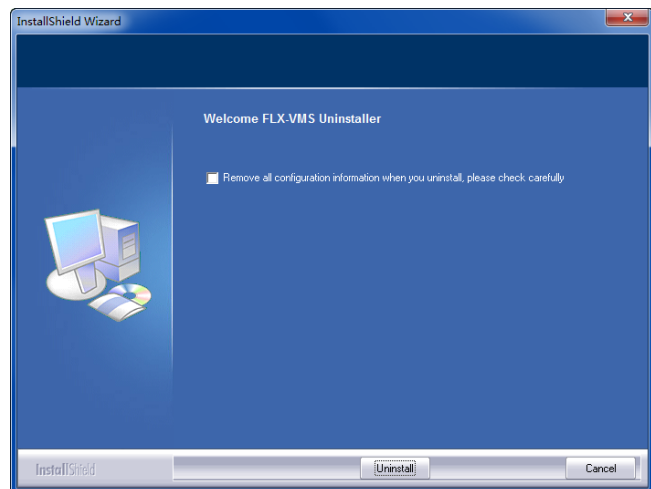 InstallShield Wizard
Welcome FLX-VMS Uninstaller
Remove all configuration information when you uninstall, please check carefully
InstallShield
Uninstall
Cancel